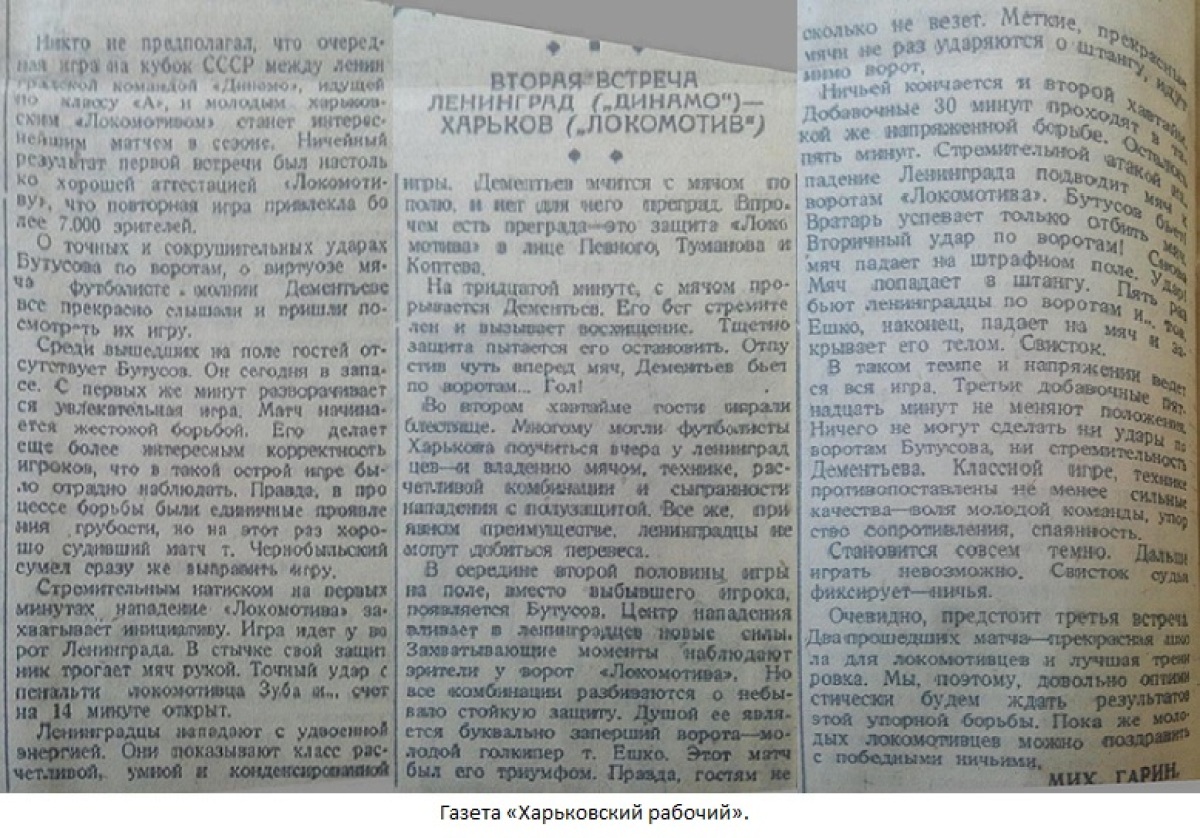 Никто не предполагал, что очеред-
ная игра на кубок СССР между ленин
градской командой «Динамо», идущей
по классу «А», и молодым харьков-
ским «Локомотивом» станет интерес-
нейшим матчем в сезоне. Ничейный
результат первой встречи был настоль
ко хорошей аттестацией «Локомоти-
ву», что повторная игра привлекла бо
лее 7.000 зрителей.
О точных и сокрушительных ударах
Бутусова по воротам, о виртуозе мя-
ча футболисте - молнии Дементьеве
все прекрасно слышали и пришли по-
смотреть их игру.
Среди вышедших на поле гостей от-
сутствует Бутусов. Он сегодня в запа-
се. С первых же минут разворачивает
ся увлекательная игра. Матч начина-
ется жестокой борьбой. Его делает
еще более интересным корректность
игроков, что в такой острой игре бы-
ло отрадно наблюдать. Правда, в про
цессе борьбы были единичные проявле
ния грубости, но на этот раз хоро-
шо судивший матч т. Чернобыльский
сумел сразу же выправить игру.
Стремительным натиском на первых
минутах нападение «Локомотива» за-
хватывает инициативу. Игра идет у во
рот Ленинграда. В стычке свой защит
ник трогает мяч рукой. Точный удар с
пенальти локомотивца Зуба и.., счет
на 14 минуте открыт.
Ленинградцы нападают с удвоенной
энергией. Они показывают класс рас-
четливой, умной и конденсированной
ВТОРАЯ ВСТРЕЧА
ЛЕНИНГРАД („ДИНАМО“)—
ХАРЬКОВ („ЛОКОМОТИВ“)
игры. Дементьев мчится с мячом по
полю, и нет для него преград. Впро-
чем есть преграда—это защита «Локо
мотива» в лице Певного, Туманова и
Коптева.
На тридцатой минуте, с мячом про-
рывается Дементьев. Его бег стремите
лен и вызывает восхищение. Тщетно
защита пытается его остановить. Отпу
стив чуть вперед мяч, Дементьев бьет
по воротам... Гол!
Во втором хавтайме гости играли
блестяще. Многому могли футболисты
Харькова поучиться вчера у ленинград
цев—и владению мячом, технике, рас-
четливой комбинации и сыгранности
нападения с полузащитой. Все же, при
явном преимуществе, ленинградцы не
могут добиться перевеса.
В середине второй половины игры
на поле, вместо выбывшего игрока,
появляется Бутусов. Центр нападения
вливает в ленинградцев новые силы.
Захватывающие моменты наблюдают
зрители у ворот «Локомотива». Но
все комбинации разбиваются о небы-
вало стойкую защиту. Душой ее явля-
ется буквально заперший ворота—мо-
лодой голкипер т. Ешко. Этот матч
был его триумфом. Правда, гостям не
сколько не везет. Меткие, прекрасные
мячи не раз ударяются о штангу, идут
мимо ворот.
Ничьей кончается и второй хавтайм.
Добавочные 30 минут проходят в та-
кой же напряженной борьбе. Осталось
пять минут. Стремительной атакой на-
падение Ленинграда подводит мяч к
воротам «Локомотива». Бутусов бьет!
Вратарь успевает только отбить мяч.
Вторичный удар по воротам! Снова
мяч падает на штрафном поле. Удар!
Мяч попадает в штангу. Пять раз
бьют ленинградцы по воротам и...
Ешко, наконец, падает на мяч и за-
крывает его телом. Свисток.
В таком темпе и напряжении ведет
ся вся игра. Третьи добавочные пят-
надцать минут не меняют положения.
Ничего не могут сделать ни удары по
воротам Бутусова, ни стремительность
Дементьева. Классной игре, технике
противопоставлены не менее сильные
качества—воля молодой команды, упор
ство сопротивления, спаянность.
Становится совсем темно. Дальше
играть невозможно. Свисток судьи
фиксирует—ничья.
Очевидно, предстоит третья встреча
Два прошедших матча—прекрасная шко
ла для локомотивцев и лучшая трени
ровка. Мы, поэтому, довольно оптими
стически будем ждать результатов
этой упорной борьбы. Пока же моло-
дых локомотивцев можно поздравить
с победными ничьими.
МИХ. ГАРИН.
Газета «Харьковский рабочий».